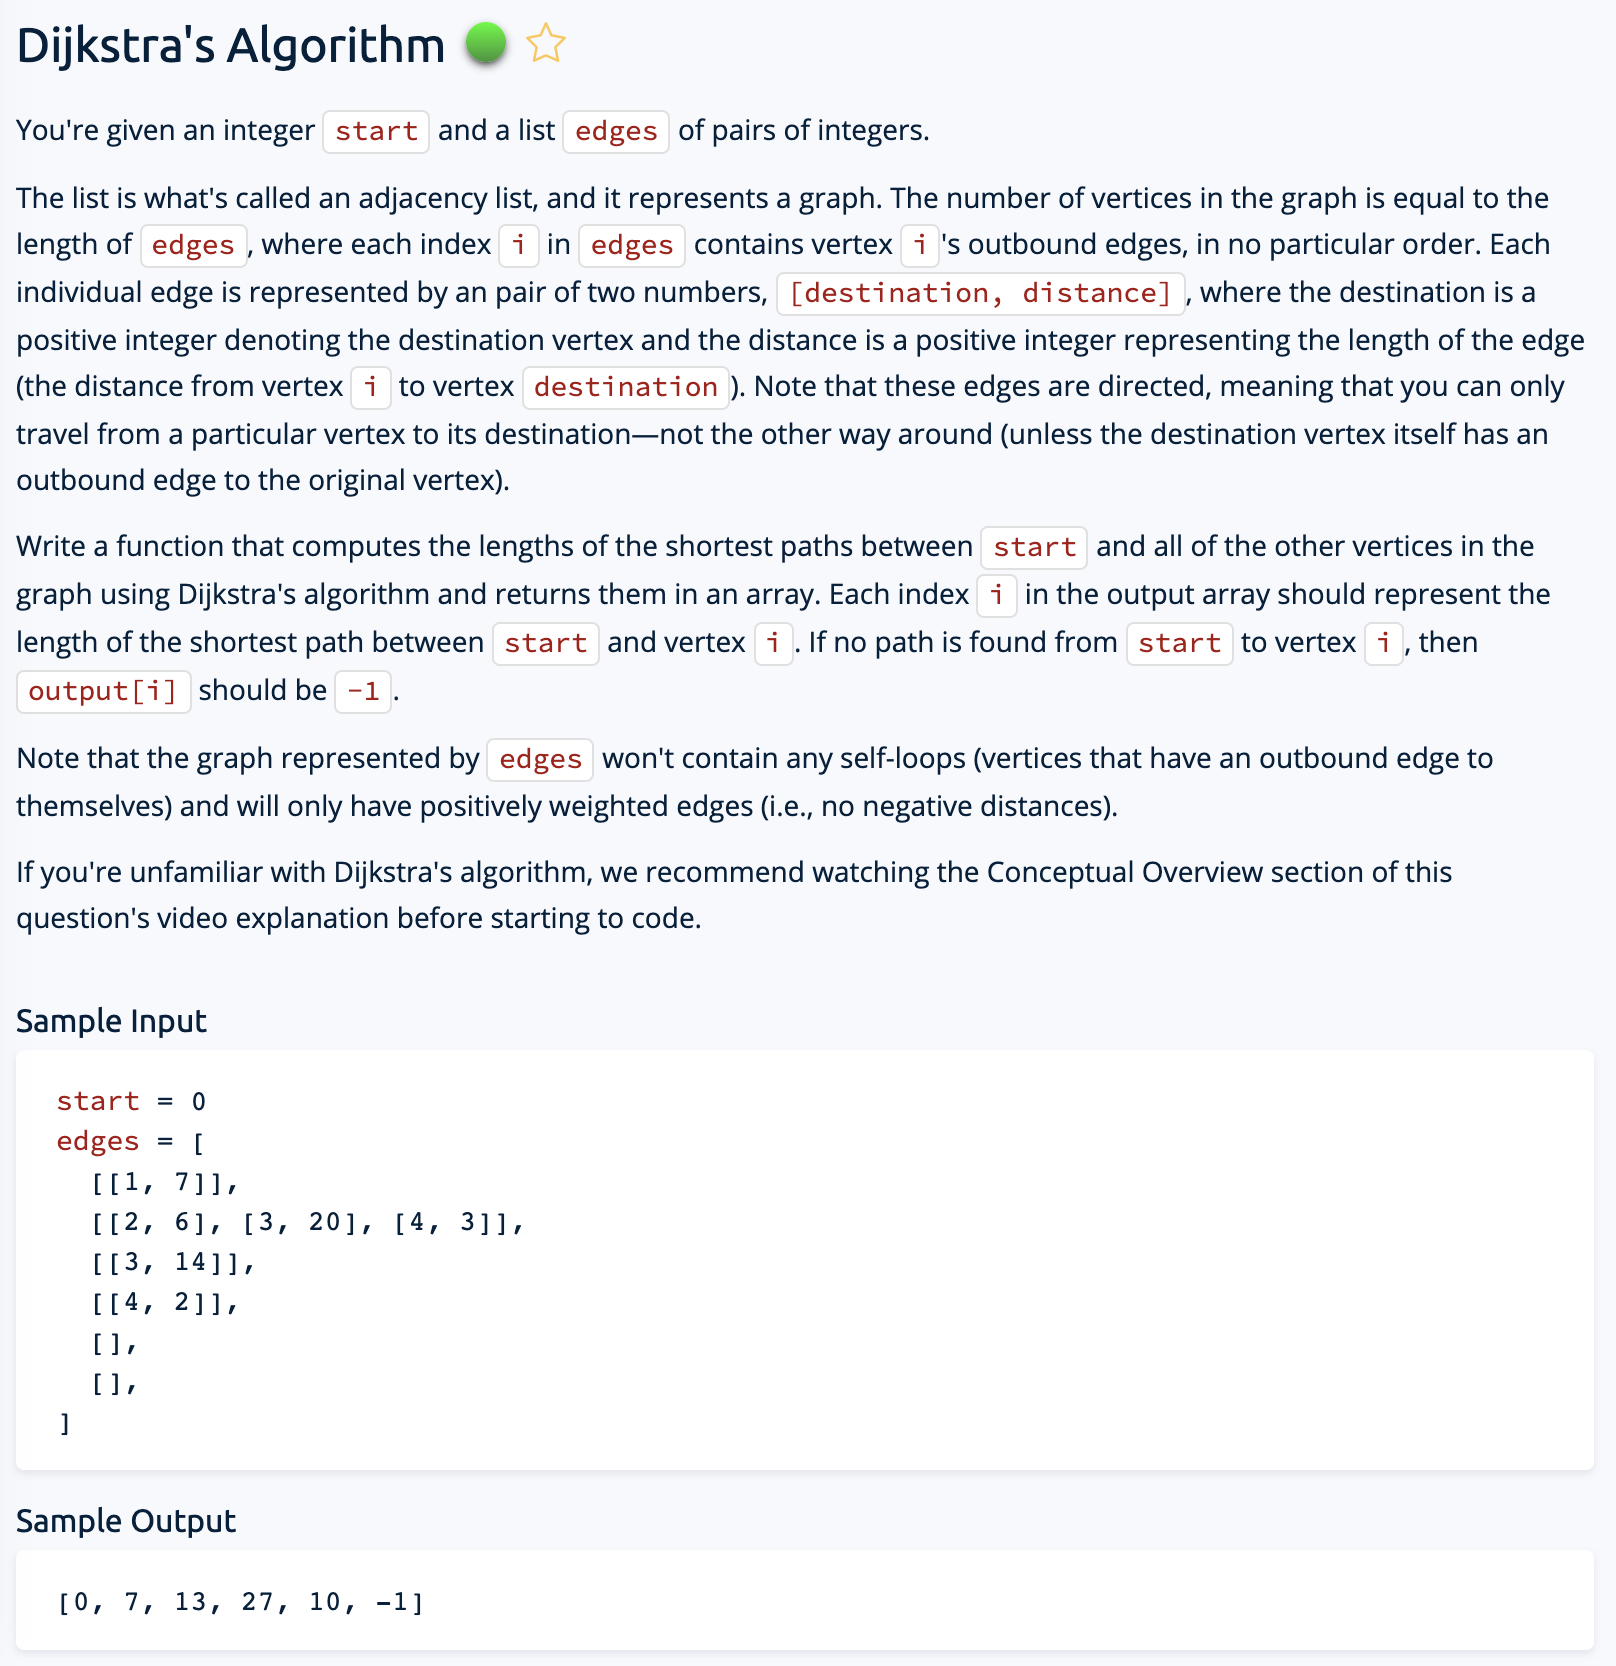 Dijkstra's Algorithm
You're given an integer start and a list edges of pairs of integers.
The list is what's called an adjacency list, and it represents a graph. The number of vertices in the graph is equal to the
length of edges, where each index i in edges contains vertex i's outbound edges, in no particular order. Each
individual edge is represented by an pair of two numbers, [destination, distance], where the destination is a
positive integer denoting the destination vertex and the distance is a positive integer representing the length of the edge
(the distance from vertex i to vertex destination). Note that these edges are directed, meaning that you can only
travel from a particular vertex to its destination—not the other way around (unless the destination vertex itself has an
outbound edge to the original vertex).
Write a function that computes the lengths of the shortest paths between start and all of the other vertices in the
graph using Dijkstra's algorithm and returns them in an array. Each index i in the output array should represent the
length of the shortest path between start and vertex i. If no path is found from start to vertex i, then
output[i] should be -1.
Note that the graph represented by edges won't contain any self-loops (vertices that have an outbound edge to
themselves) and will only have positively weighted edges (i.e., no negative distances).
If you're unfamiliar with Dijkstra's algorithm, we recommend watching the Conceptual Overview section of this
question's video explanation before starting to code.
Sample Input
start = 0
edges = [
[[1, 7]],
[[2, 6], [3, 20], [4, 3]],
[[3, 14]],
[[4, 2]],
[],
[],
]
Sample Output
[0, 7, 13, 27, 10, -1]